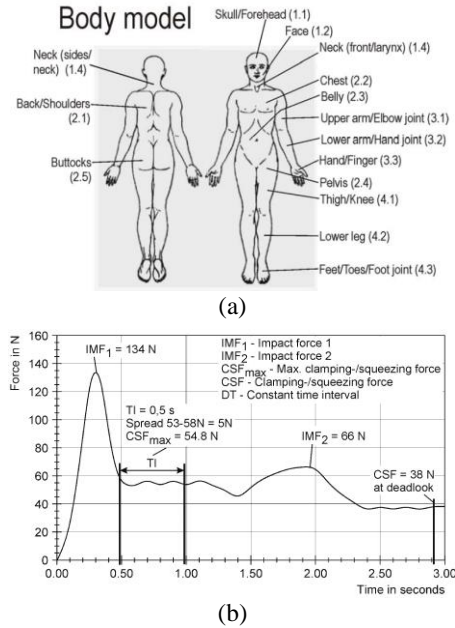 Body model
Skull/Forehead (1.1)
Face (1.2)
Neck (front/larynx) (1.4)
Neck (sides/
neck) (1.4)
Chest (2.2)
Belly (2.3)
Back/Shoulders
(2.1)
Upper arm/Elbow joint (3.1)
Lower arm/Hand joint (3.2)
Buttocks
(2.5)
Hand/Finger (3.3)
Pelvis (2.4)
Thigh/Knee (4.1)
Lower leg (4.2)
Feet/Toes/Foot joint (4.3)
(a)
Force in N
160
140
120
100
80
60
40
20
0
IMF1 = 134 N
IMF1 - Impact force 1
IMF2 - Impact force 2
CSFmax - Max. clamping-/squeezing force
CSF - Clamping-/squeezing force
DT - Constant time interval
TI = 0,5 s
Spread 53-58N = 5N
CSFmax = 54.8 N
TI
IMF2 = 66 N
CSF = 38 N
at deadlook
0.00 0.50 1.00 2.00 3.00
Time in seconds
(b)